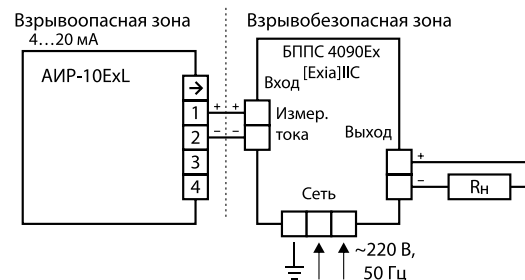 Взрывоопасная зона
Взрывобезопасная зона
4...20 мА
АИР-10ExL
БППС 4090Ex
[Exia]IIC
Вход
→
1
2
3
4
+ +
– –
Измер.
тока
Выход
+
–
Rн
Сеть
~220 В,
50 Гц